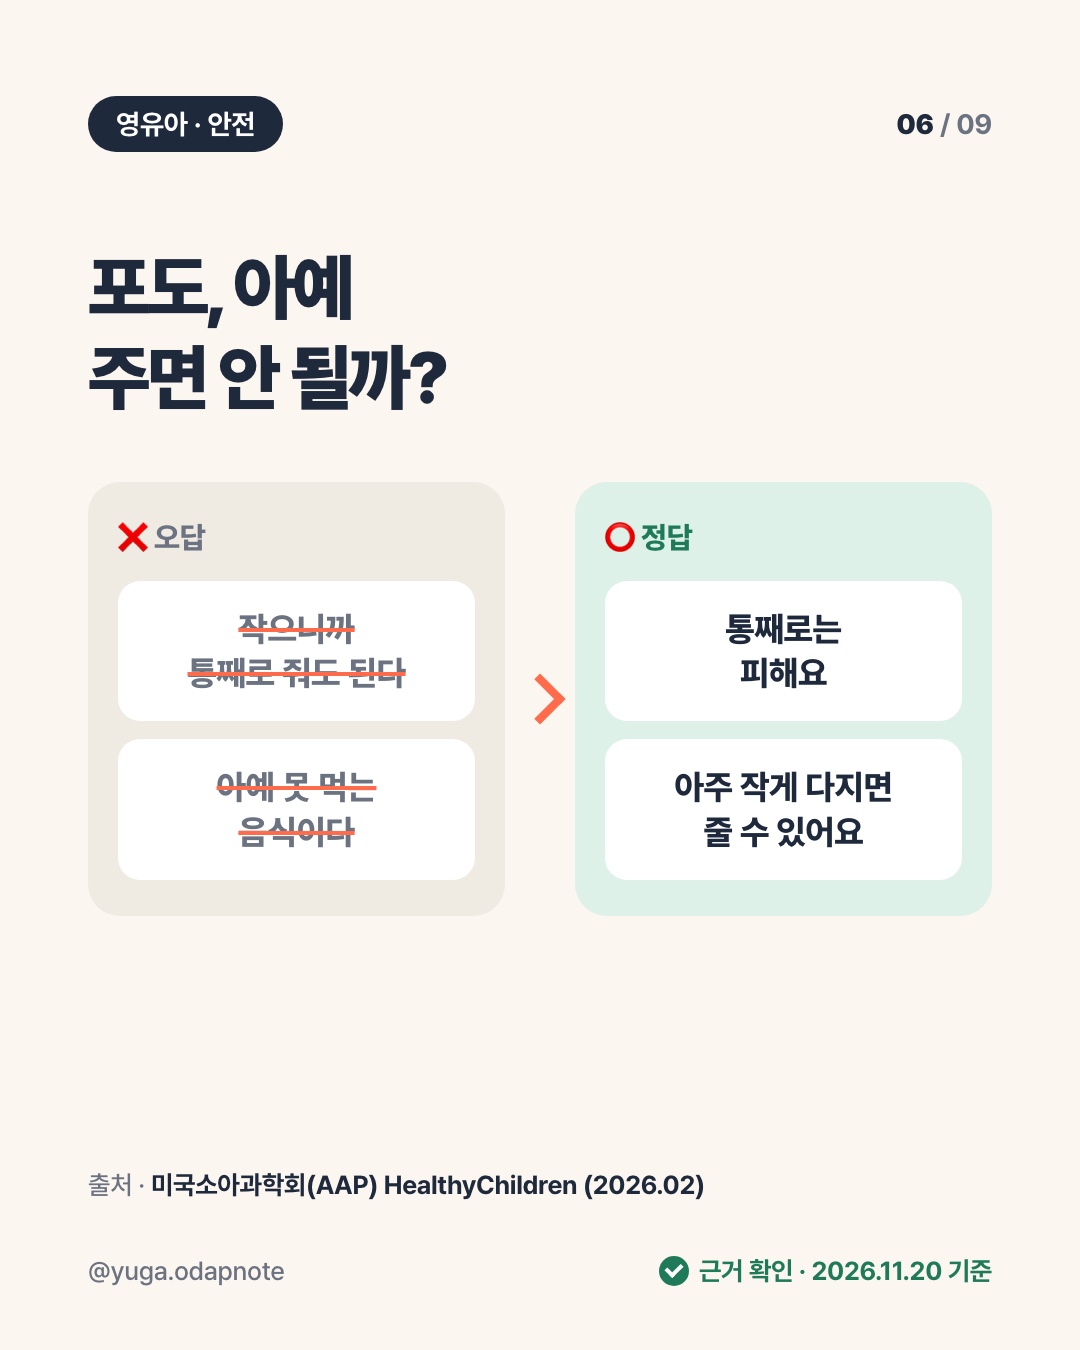 영유아 · 안전
06 / 09
포도, 아예
주면 안 될까?
오답
작으니까
통째로 줘도 된다
아예 못 먹는
음식이다
정답
통째로는
피해요
아주 작게 다지면
줄 수 있어요
출처 · 미국소아과학회(AAP) HealthyChildren (2026.02)
@yuga.odapnote
근거 확인 · 2026.11.20 기준